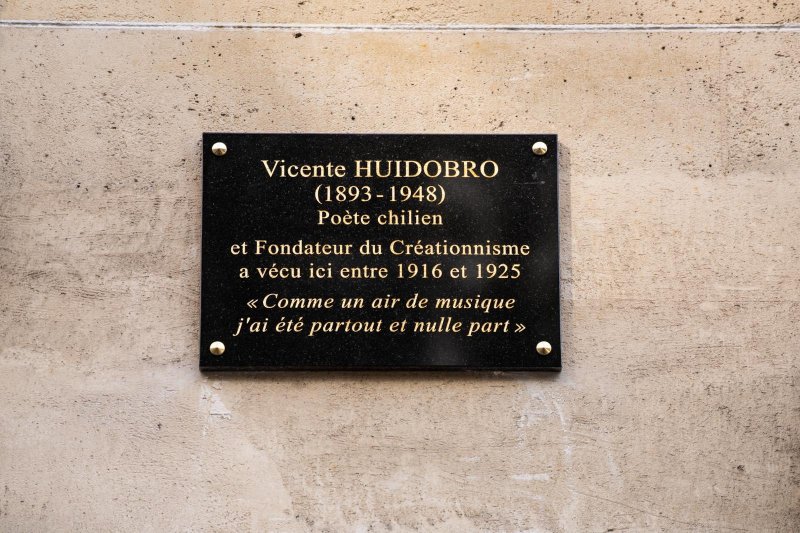 Vicente HUIDOBRO
(1893-1948)
Poète chilien
et Fondateur du Créationnisme
a vécu ici entre 1916 et 1925
« Comme un air de musique
j'ai été partout et nulle part »